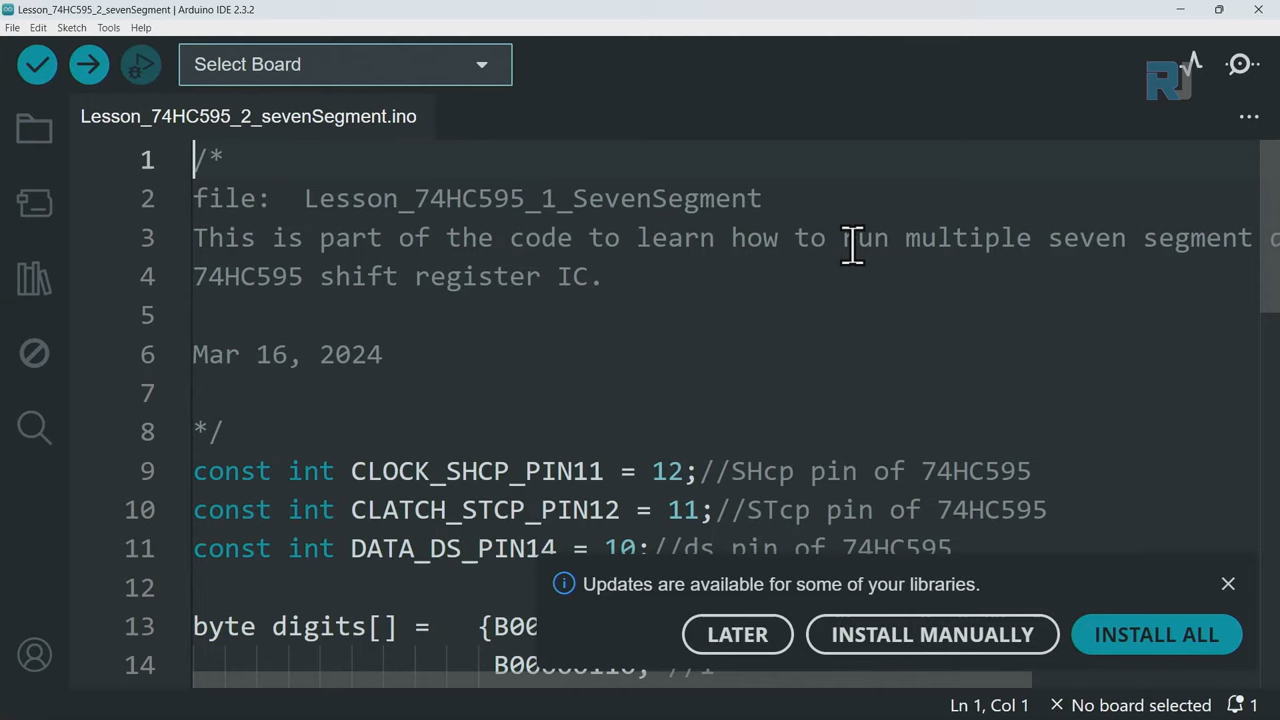 Lesson_74HC595_2_sevenSegment | Arduino IDE 2.3.2
File Edit Sketch Tools Help
Select Board
RJ
Lesson_74HC595_2_sevenSegment.ino
1 /*
2 file: Lesson_74HC595_1_SevenSegment
3 This is part of the code to learn how to run multiple seven segment
4 74HC595 shift register IC.
5
6 Mar 16, 2024
7
8 */
9 const int CLOCK_SHCP_PIN11 = 12;//SHcp pin of 74HC595
10 const int CLATCH_STCP_PIN12 = 11;//STcp pin of 74HC595
11 const int DATA_DS_PIN14 = 10;//ds pin of 74HC595
12
Updates are available for some of your libraries.
13 byte digits[] = {B00
LATER INSTALL MANUALLY INSTALL ALL
14 B00000110, //1
Ln 1, Col 1 × No board selected 1